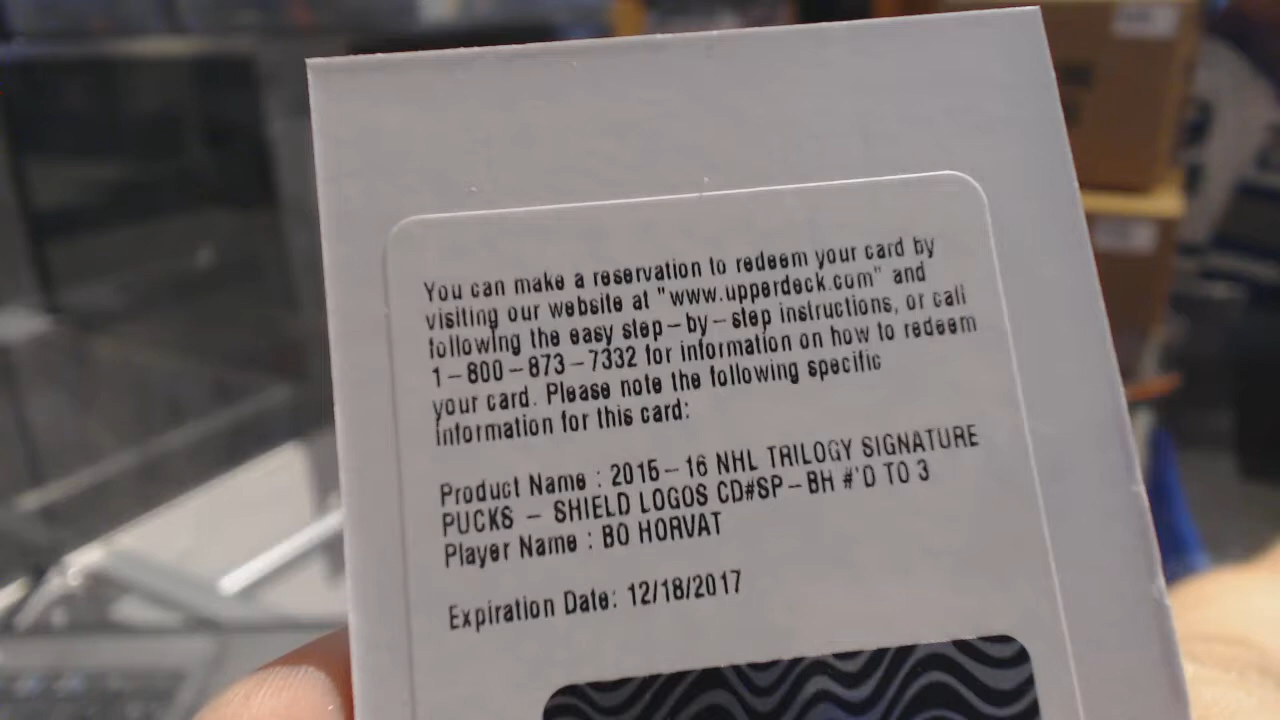 You can make a reservation to redeem your card by
visiting our website at "www.upperdeck.com" and
following the easy step-by-step instructions, or call
1-800-873-7332 for information on how to redeem
your card. Please note the following specific
information for this card:
Product Name : 2015-16 NHL TRILOGY SIGNATURE
PUCKS - SHIELD LOGOS CD#SP-BH #'D TO 3
Player Name : BO HORVAT
Expiration Date: 12/18/2017